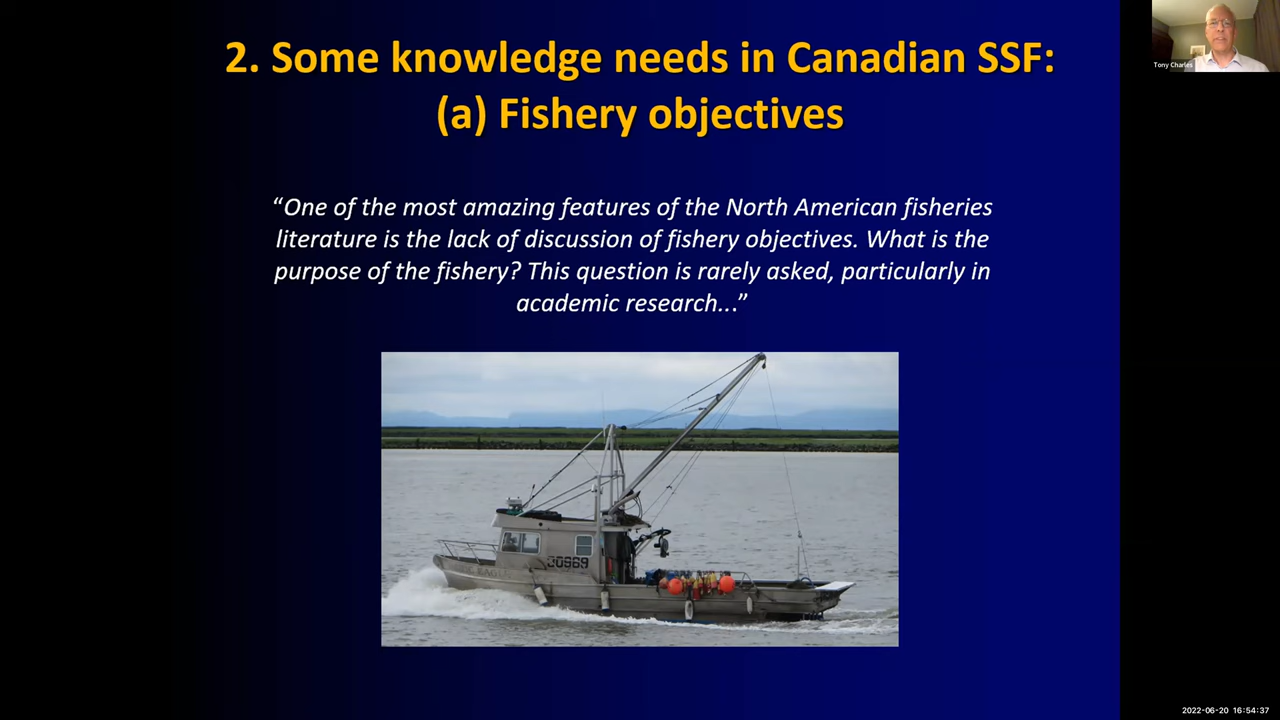 2. Some knowledge needs in Canadian SSF:
(a) Fishery objectives
Tony Charles
“One of the most amazing features of the North American fisheries
literature is the lack of discussion of fishery objectives. What is the
purpose of the fishery? This question is rarely asked, particularly in
academic research...”
30969
2022-06-20 16:54:37